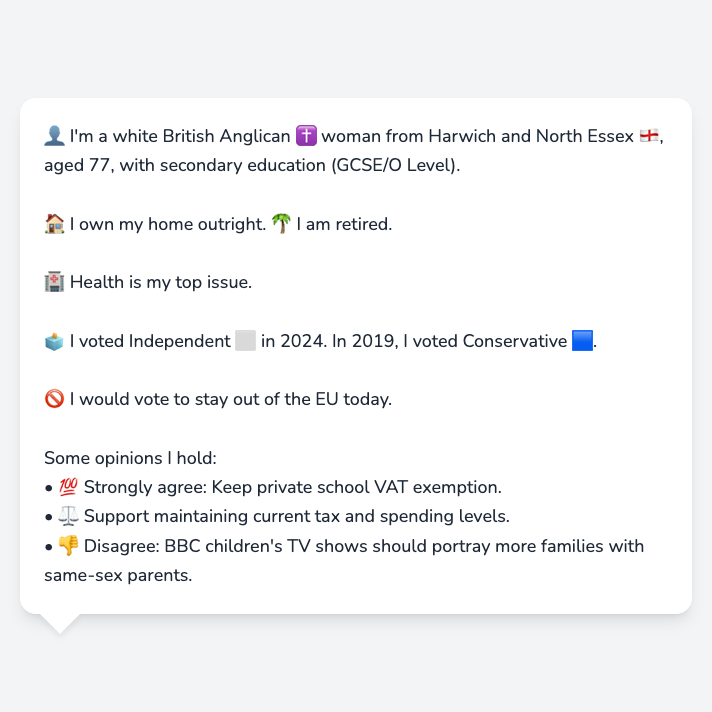 👤 I'm a white British Anglican ✝️ woman from Harwich and North Essex 🏴󠁧󠁢󠁥󠁮󠁧󠁿,
aged 77, with secondary education (GCSE/O Level).
🏠 I own my home outright. 🌴 I am retired.
🏥 Health is my top issue.
🗳️ I voted Independent ⬜ in 2024. In 2019, I voted Conservative 🟦.
🚫 I would vote to stay out of the EU today.
Some opinions I hold:
• 💯 Strongly agree: Keep private school VAT exemption.
• ⚖️ Support maintaining current tax and spending levels.
• 👎 Disagree: BBC children's TV shows should portray more families with
same-sex parents.